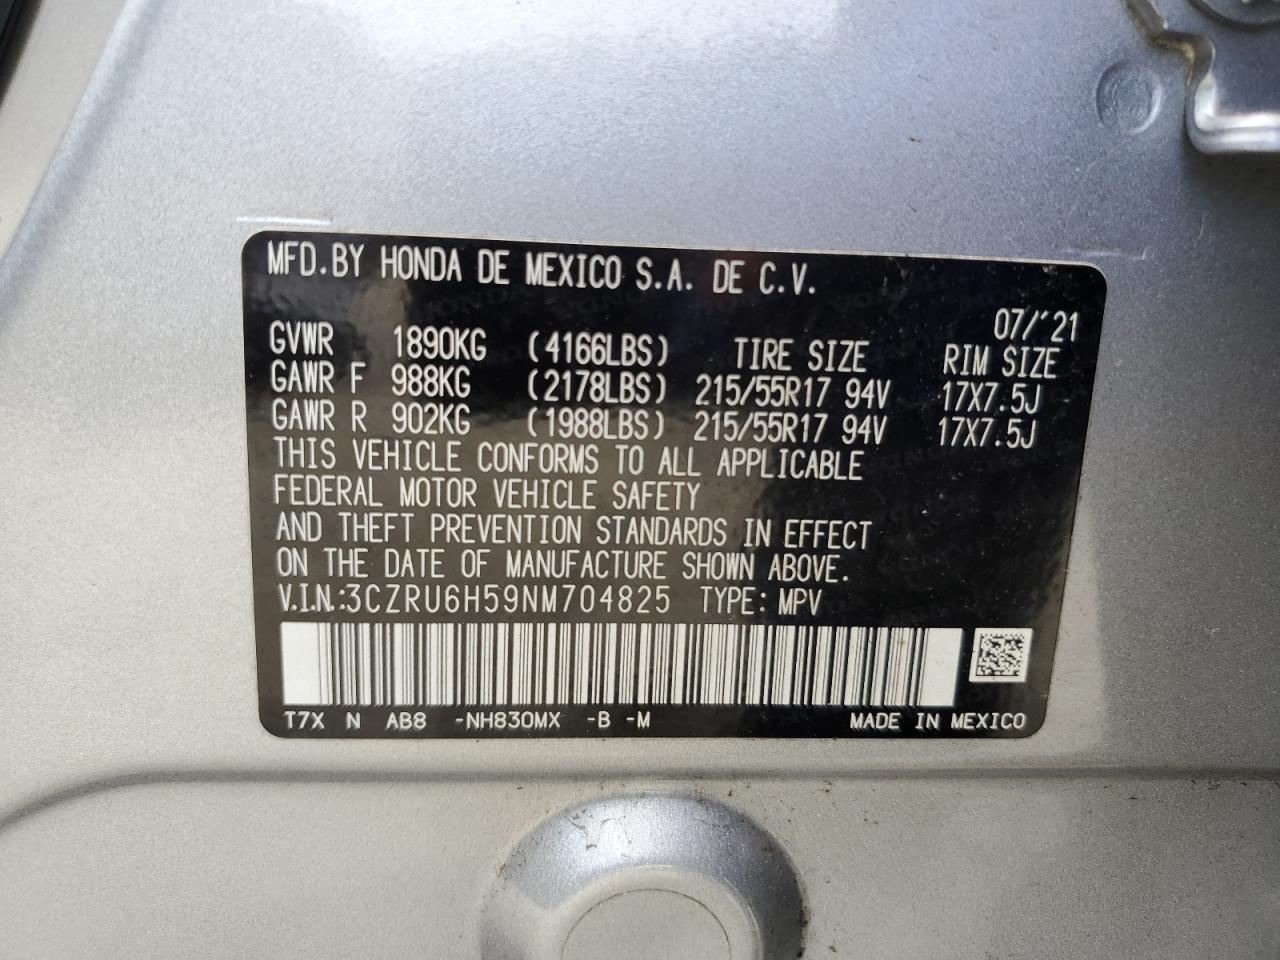 MFD.BY HONDA DE MEXICO S.A. DE C.V.
07/'21
GVWR 1890KG (4166LBS) TIRE SIZE RIM SIZE
GAWR F 988KG (2178LBS) 215/55R17 94V 17X7.5J
GAWR R 902KG (1988LBS) 215/55R17 94V 17X7.5J
THIS VEHICLE CONFORMS TO ALL APPLICABLE
FEDERAL MOTOR VEHICLE SAFETY
AND THEFT PREVENTION STANDARDS IN EFFECT
ON THE DATE OF MANUFACTURE SHOWN ABOVE.
V.I.N.:3CZRU6H59NM704825 TYPE: MPV
T7X N AB8 -NH830MX -B -M MADE IN MEXICO